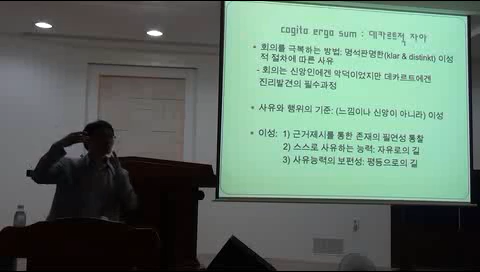 cogito ergo sum : 데카르트적 자아
• 회의를 극복하는 방법: 명석판명한(klar & distinkt) 이성
적 절차에 따른 사유
- 회의는 신앙인에겐 악덕이었지만 데카르트에겐
진리발견의 필수과정
• 사유와 행위의 기준: (느낌이나 신앙이 아니라) 이성
• 이성: 1) 근거제시를 통한 존재의 필연성 통찰
2) 스스로 사유하는 능력: 자유로의 길
3) 사유능력의 보편성: 평등으로의 길